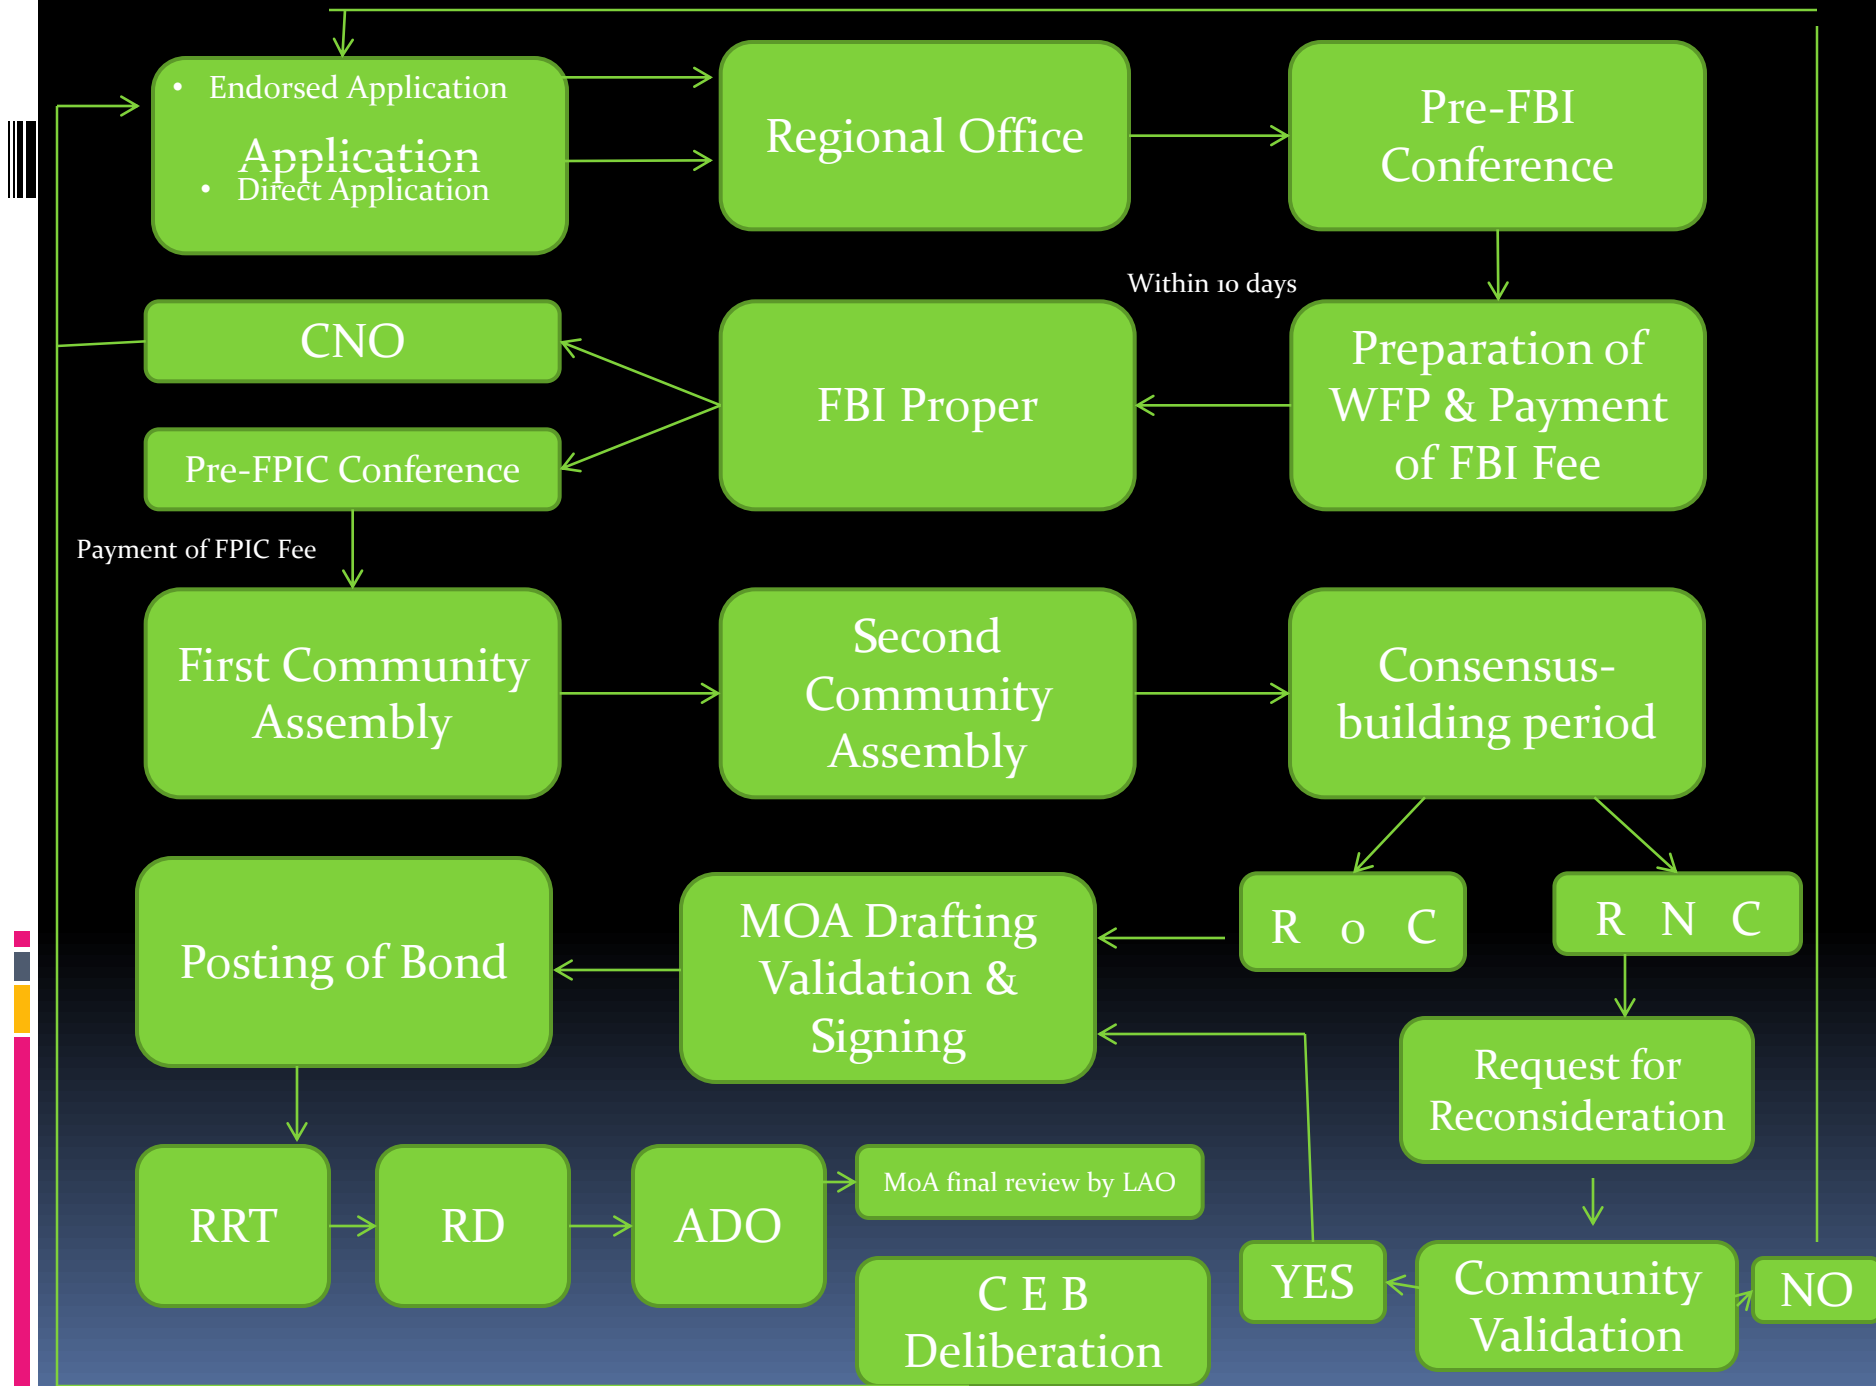 • Endorsed Application
Application
• Direct Application
Regional Office
Pre-FBI
Conference
Within 10 days
CNO
FBI Proper
Preparation of
WFP & Payment
of FBI Fee
Pre-FPIC Conference
Payment of FPIC Fee
First Community
Assembly
Second
Community
Assembly
Consensus-
building period
Posting of Bond
MOA Drafting
Validation &
Signing
R o C
R N C
Request for
Reconsideration
RRT
RD
ADO
MoA final review by LAO
C E B
Deliberation
YES
Community
Validation
NO